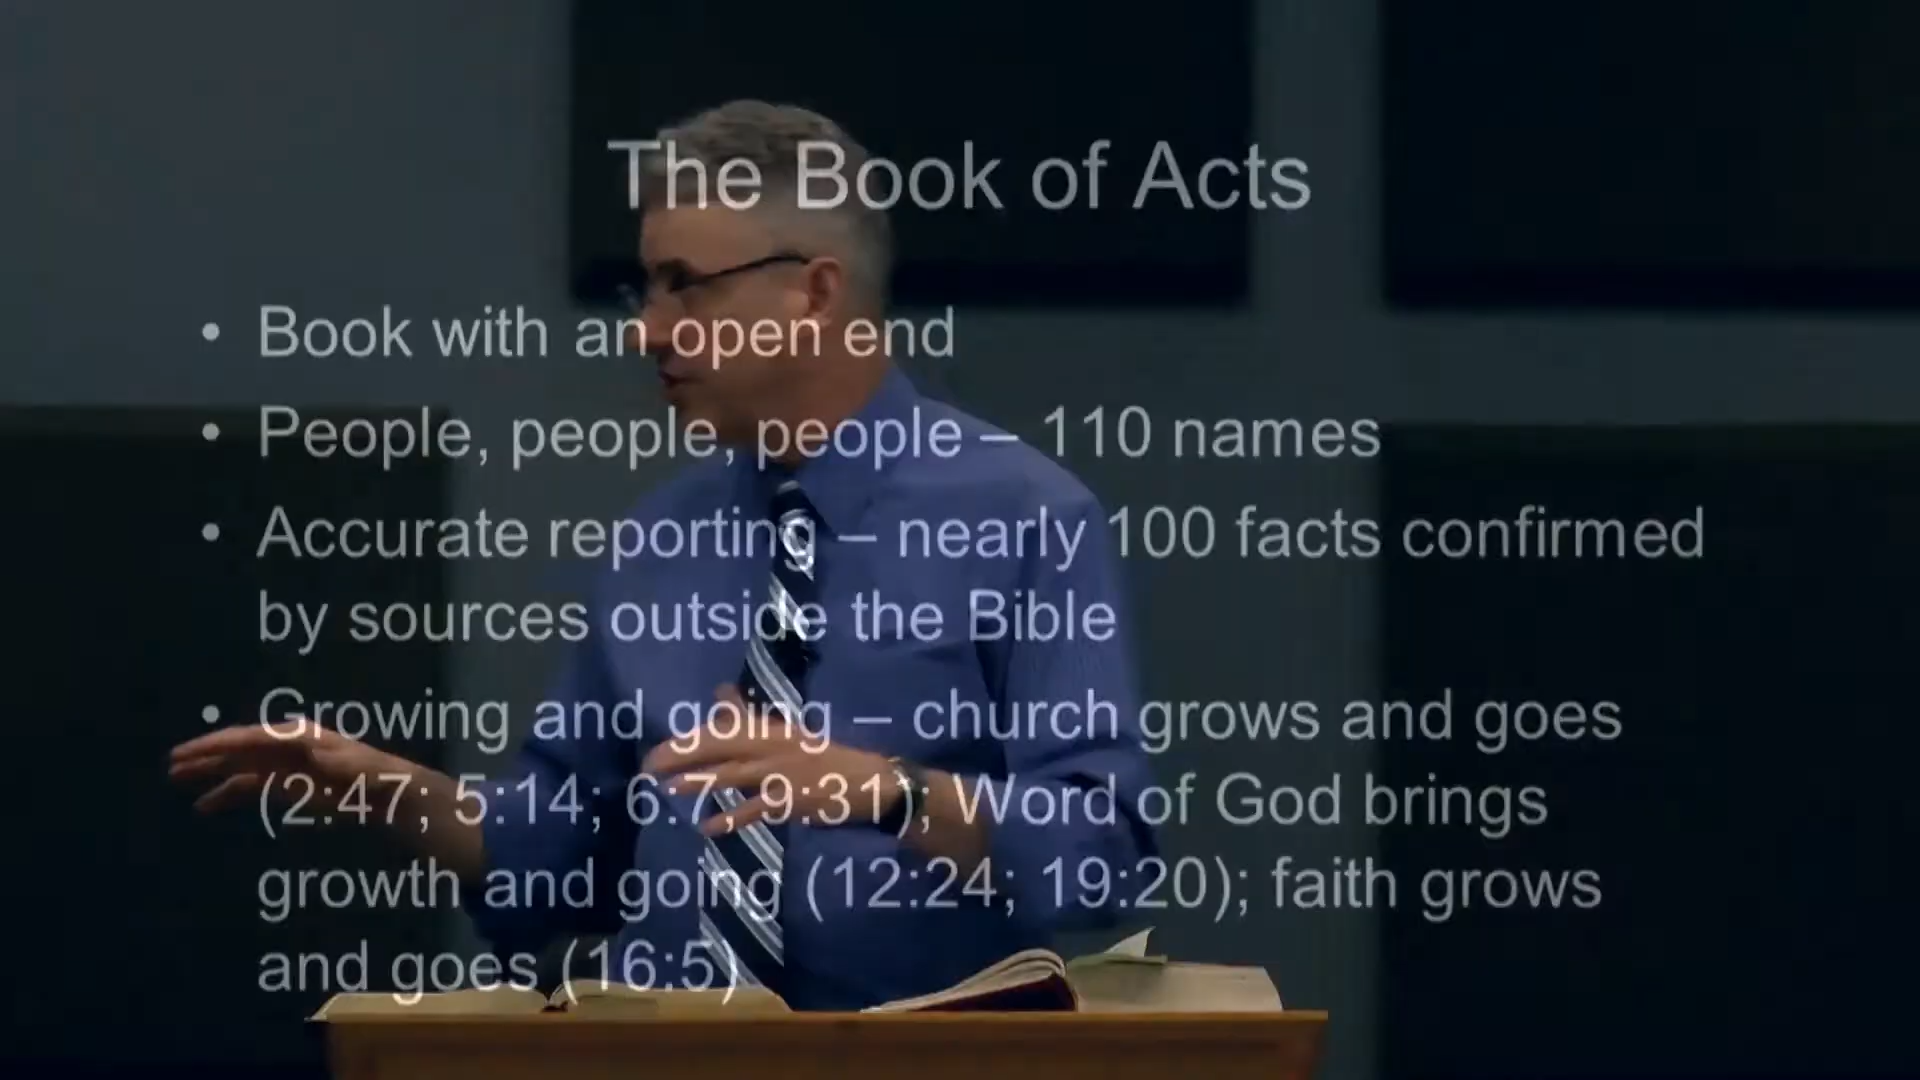 The Book of Acts
• Book with an open end
• People, people, people – 110 names
• Accurate reporting – nearly 100 facts confirmed
by sources outside the Bible
• Growing and going – church grows and goes
(2:47; 5:14; 6:7; 9:31); Word of God brings
growth and going (12:24; 19:20); faith grows
and goes (16:5)